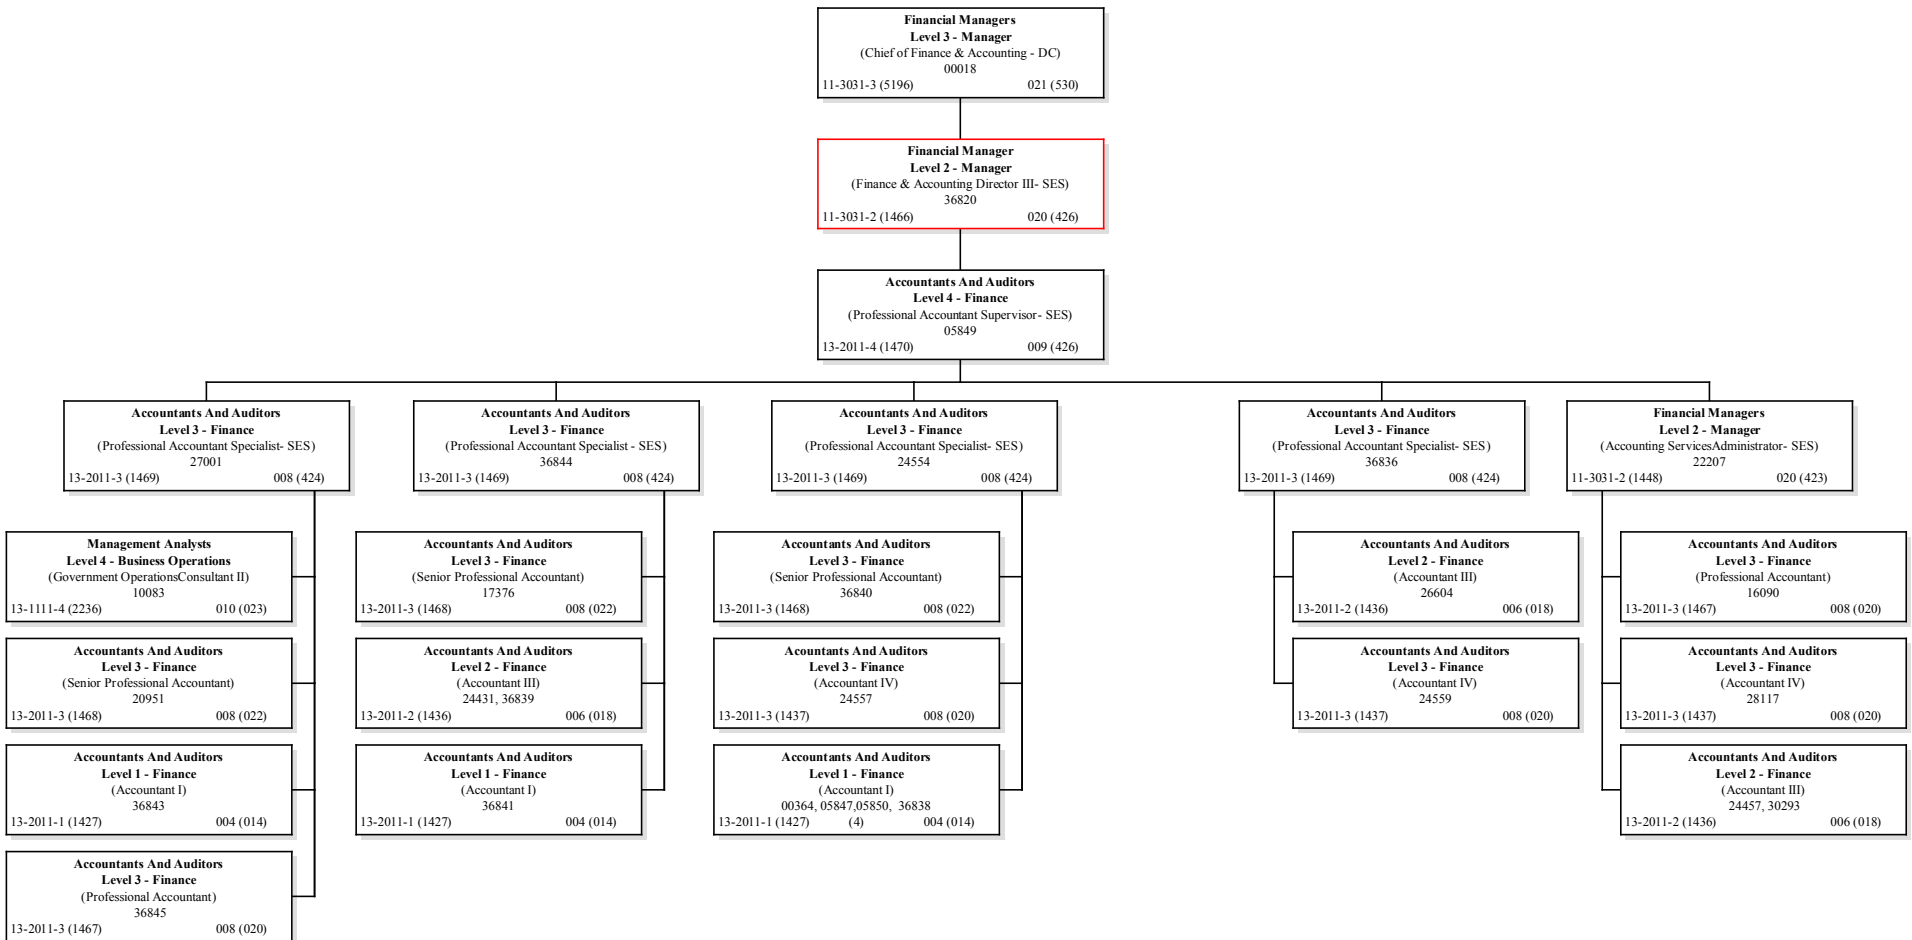 Financial Managers
Level 3 - Manager
(Chief of Finance & Accounting - DC)
00018
11-3031-3 (5196) 021 (530)
Financial Manager
Level 2 - Manager
(Finance & Accounting Director III- SES)
36820
11-3031-2 (1466) 020 (426)
Accountants And Auditors
Level 4 - Finance
(Professional Accountant Supervisor- SES)
05849
13-2011-4 (1470) 009 (426)
Accountants And Auditors
Level 3 - Finance
(Professional Accountant Specialist- SES)
27001
13-2011-3 (1469) 008 (424)
Management Analysts
Level 4 - Business Operations
(Government OperationsConsultant II)
10083
13-1111-4 (2236) 010 (023)
Accountants And Auditors
Level 3 - Finance
(Senior Professional Accountant)
20951
13-2011-3 (1468) 008 (022)
Accountants And Auditors
Level 1 - Finance
(Accountant I)
36843
13-2011-1 (1427) 004 (014)
Accountants And Auditors
Level 3 - Finance
(Professional Accountant)
36845
13-2011-3 (1467) 008 (020)
Accountants And Auditors
Level 3 - Finance
(Professional Accountant Specialist - SES)
36844
13-2011-3 (1469) 008 (424)
Accountants And Auditors
Level 3 - Finance
(Senior Professional Accountant)
17376
13-2011-3 (1468) 008 (022)
Accountants And Auditors
Level 2 - Finance
(Accountant III)
24431, 36839
13-2011-2 (1436) 006 (018)
Accountants And Auditors
Level 1 - Finance
(Accountant I)
36841
13-2011-1 (1427) 004 (014)
Accountants And Auditors
Level 3 - Finance
(Professional Accountant Specialist- SES)
24554
13-2011-3 (1469) 008 (424)
Accountants And Auditors
Level 3 - Finance
(Senior Professional Accountant)
36840
13-2011-3 (1468) 008 (022)
Accountants And Auditors
Level 3 - Finance
(Accountant IV)
24557
13-2011-3 (1437) 008 (020)
Accountants And Auditors
Level 1 - Finance
(Accountant I)
00364, 05847,05850, 36838
13-2011-1 (1427) (4) 004 (014)
Accountants And Auditors
Level 3 - Finance
(Professional Accountant Specialist- SES)
36836
13-2011-3 (1469) 008 (424)
Accountants And Auditors
Level 2 - Finance
(Accountant III)
26604
13-2011-2 (1436) 006 (018)
Accountants And Auditors
Level 3 - Finance
(Accountant IV)
24559
13-2011-3 (1437) 008 (020)
Financial Managers
Level 2 - Manager
(Accounting ServicesAdministrator- SES)
22207
11-3031-2 (1448) 020 (423)
Accountants And Auditors
Level 3 - Finance
(Professional Accountant)
16090
13-2011-3 (1467) 008 (020)
Accountants And Auditors
Level 3 - Finance
(Accountant IV)
28117
13-2011-3 (1437) 008 (020)
Accountants And Auditors
Level 2 - Finance
(Accountant III)
24457, 30293
13-2011-2 (1436) 006 (018)